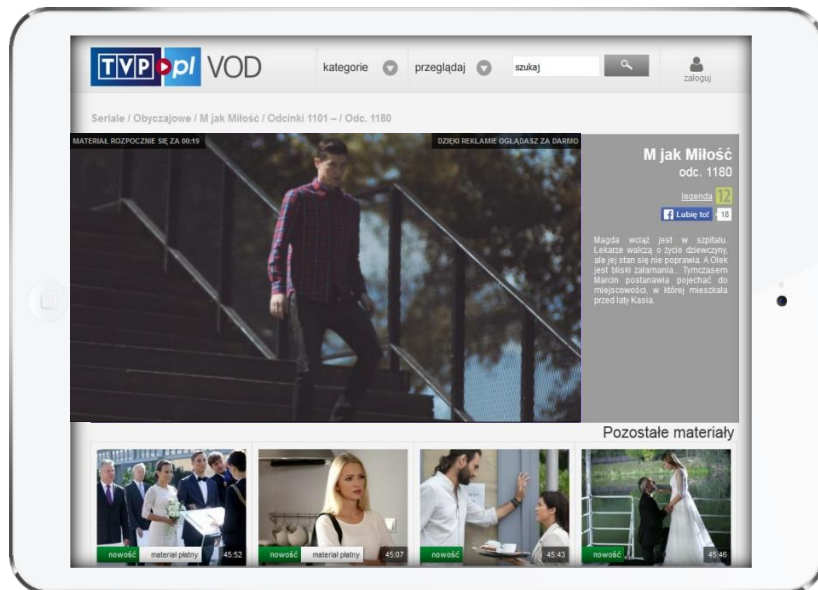 TVP pl VOD
kategorie
przeglądaj
szukaj
zaloguj
Seriale / Obyczajowe / M jak Miłość / Odcinki 1101 – / Odc. 1180
MATERIAŁ ROZPOCZNIE SIĘ ZA 00:19
DZIĘKI REKLAMIE OGLĄDASZ ZA DARMO
M jak Miłość
odc. 1180
legenda 12
Lubię to! 18
Magda wciąż jest w szpitalu.
Lekarze walczą o życie dziewczyny,
ale jej stan się nie poprawia. A Olek
jest bliski załamania... Tymczasem
Marcin postanawia pojechać do
miejscowości, w której mieszkała
przed laty Kasia.
Pozostałe materiały
nowość materiał płatny 45:52
nowość materiał płatny 45:07
nowość 45:43
nowość 45:46